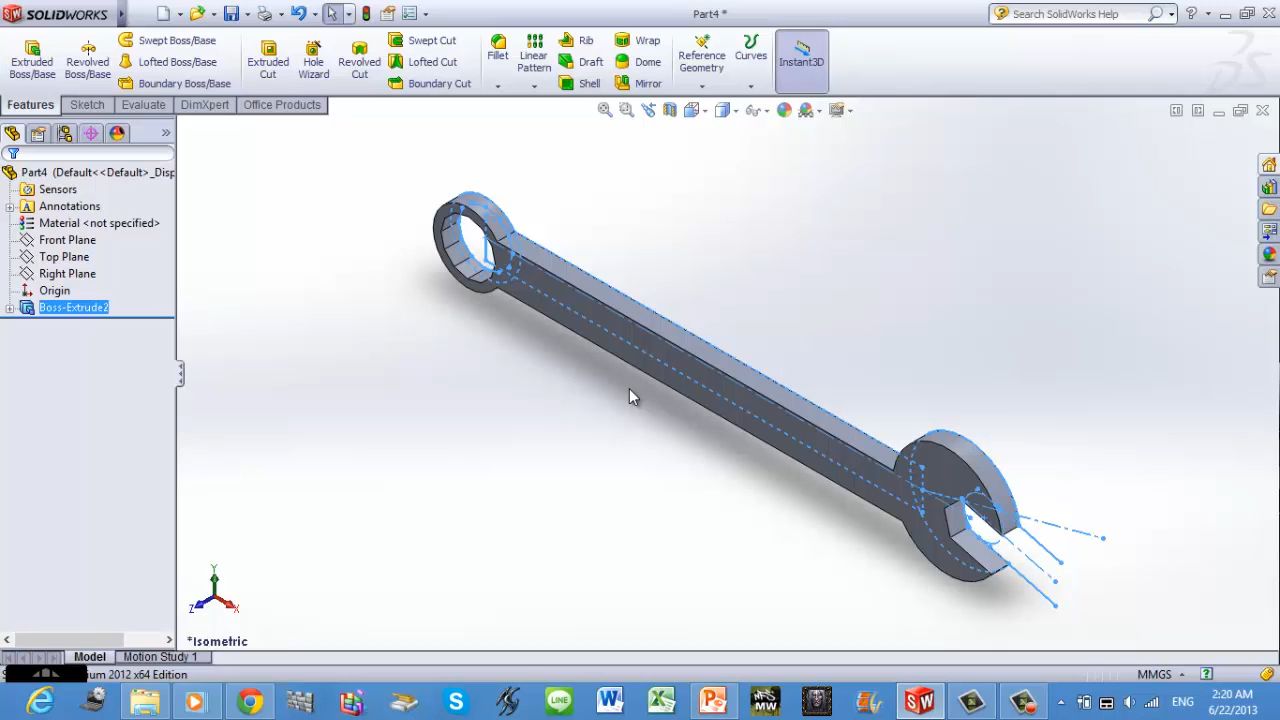 SOLIDWORKS
Part4 *
Search SolidWorks Help
Extruded Boss/Base
Revolved Boss/Base
Swept Boss/Base
Lofted Boss/Base
Boundary Boss/Base
Extruded Cut
Hole Wizard
Revolved Cut
Swept Cut
Lofted Cut
Boundary Cut
Fillet
Linear Pattern
Rib
Draft
Shell
Wrap
Dome
Mirror
Reference Geometry
Curves
Instant3D
Features
Sketch
Evaluate
DimXpert
Office Products
Part4 (Default<<Default>_Disp
Sensors
Annotations
Material <not specified>
Front Plane
Top Plane
Right Plane
Origin
Boss-Extrude2
Y
Z
X
*Isometric
Model
Motion Study 1
ium 2012 x64 Edition
MMGS
ENG
2:20 AM
6/22/2013